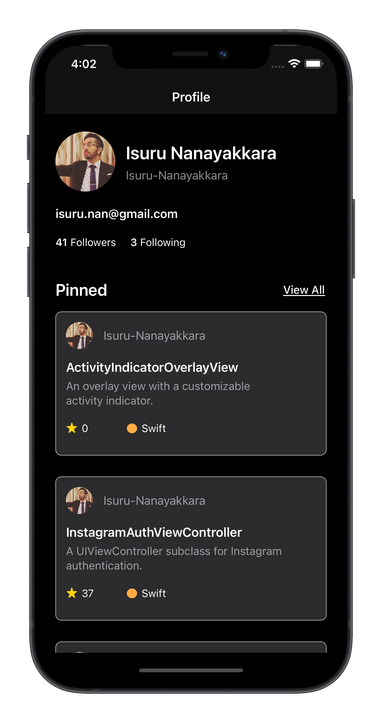 4:02
Profile
Isuru Nanayakkara
Isuru-Nanayakkara
isuru.nan@gmail.com
41 Followers 3 Following
Pinned View All
Isuru-Nanayakkara
ActivityIndicatorOverlayView
An overlay view with a customizable
activity indicator.
0 Swift
Isuru-Nanayakkara
InstagramAuthViewController
A UIViewController subclass for Instagram
authentication.
37 Swift